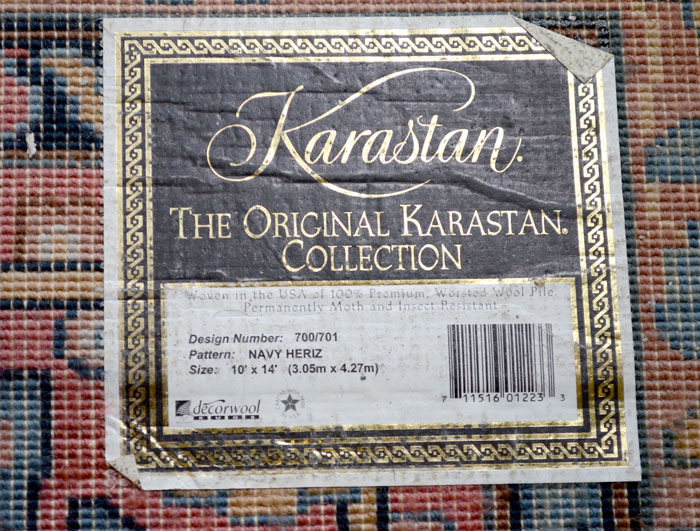 Karastan®
THE ORIGINAL KARASTAN®
COLLECTION
Woven in the USA of 100% Premium, Worsted Wool Pile
Permanently Moth and Insect Resistant
Design Number: 700/701
Pattern: NAVY HERIZ
Size: 10' x 14' (3.05m x 4.27m)
decorwool
7 11516 01223 3